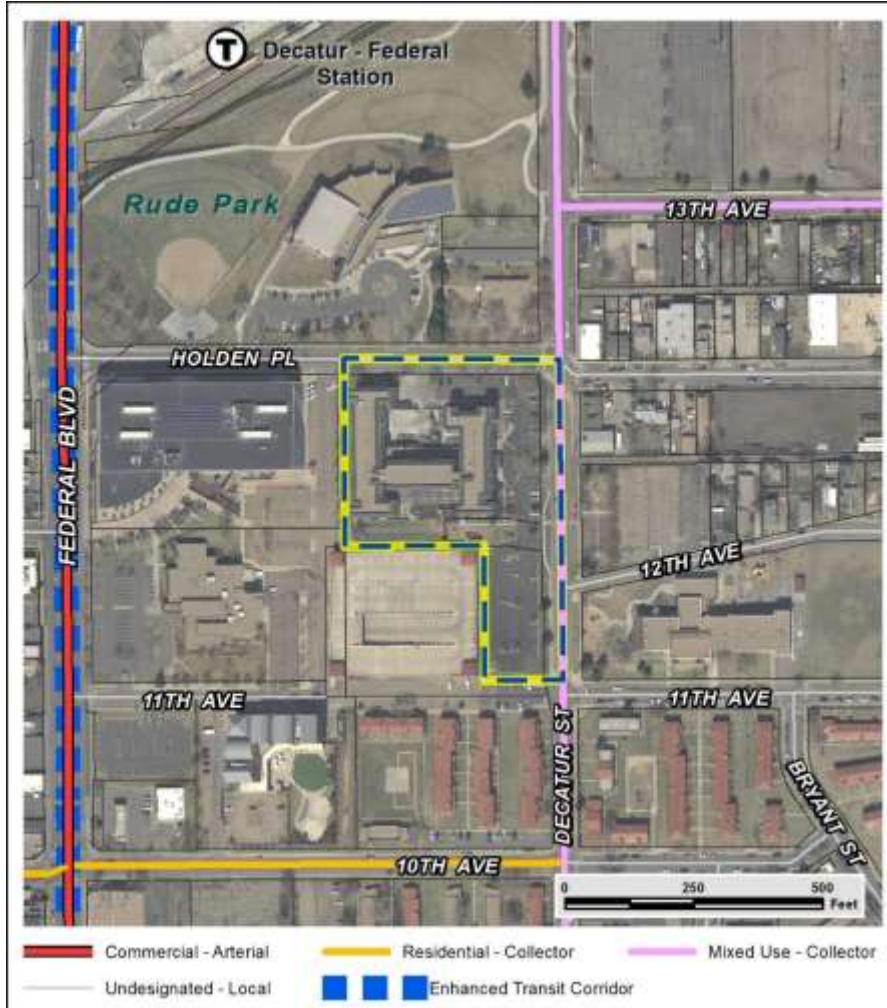 T
Decatur - Federal
Station
Rude Park
13TH AVE
HOLDEN PL
FEDERAL BLVD
12TH AVE
11TH AVE
11TH AVE
DECATUR ST
BRYANT ST
10TH AVE
0 250 500
Feet
Commercial - Arterial
Residential - Collector
Mixed Use - Collector
Undesignated - Local
Enhanced Transit Corridor